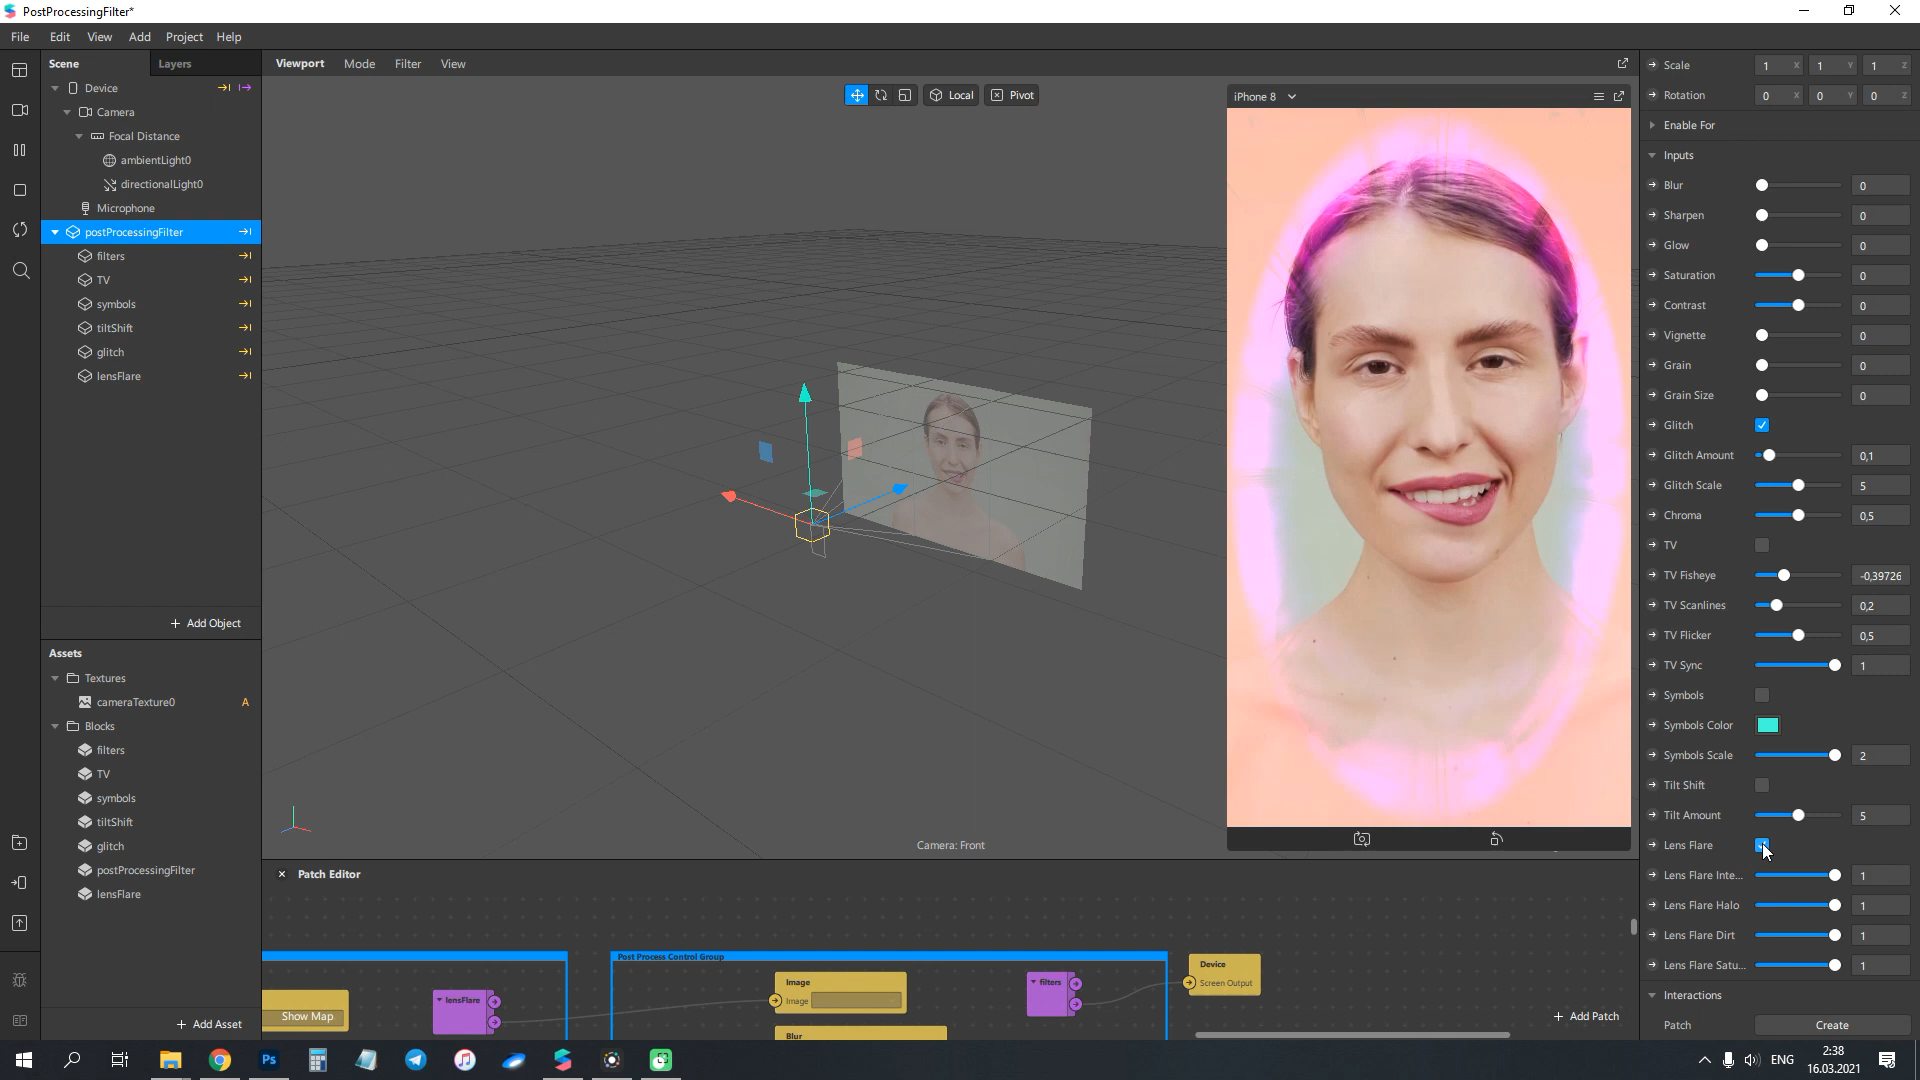 PostProcessingFilter*
File Edit View Add Project Help
Scene Layers
Device
Camera
Focal Distance
ambientLight0
directionalLight0
Microphone
postProcessingFilter
filters
TV
symbols
tiltShift
glitch
lensFlare
+ Add Object
Assets
Textures
cameraTexture0 A
Blocks
filters
TV
symbols
tiltShift
glitch
postProcessingFilter
lensFlare
+ Add Asset
Viewport Mode Filter View
Local Pivot
iPhone 8
Camera: Front
Patch Editor
Show Map
lensFlare
Post Process Control Group
Image
Image
Blur
filters
Device
Screen Output
+ Add Patch
Scale 1 X 1 Y 1 Z
Rotation 0 X 0 Y 0 Z
Enable For
Inputs
Blur 0
Sharpen 0
Glow 0
Saturation 0
Contrast 0
Vignette 0
Grain 0
Grain Size 0
Glitch
Glitch Amount 0,1
Glitch Scale 5
Chroma 0,5
TV
TV Fisheye -0,39726
TV Scanlines 0,2
TV Flicker 0,5
TV Sync 1
Symbols
Symbols Color
Symbols Scale 2
Tilt Shift
Tilt Amount 5
Lens Flare
Lens Flare Inte... 1
Lens Flare Halo 1
Lens Flare Dirt 1
Lens Flare Satu... 1
Interactions
Patch Create
Ps
ENG
2:38
16.03.2021